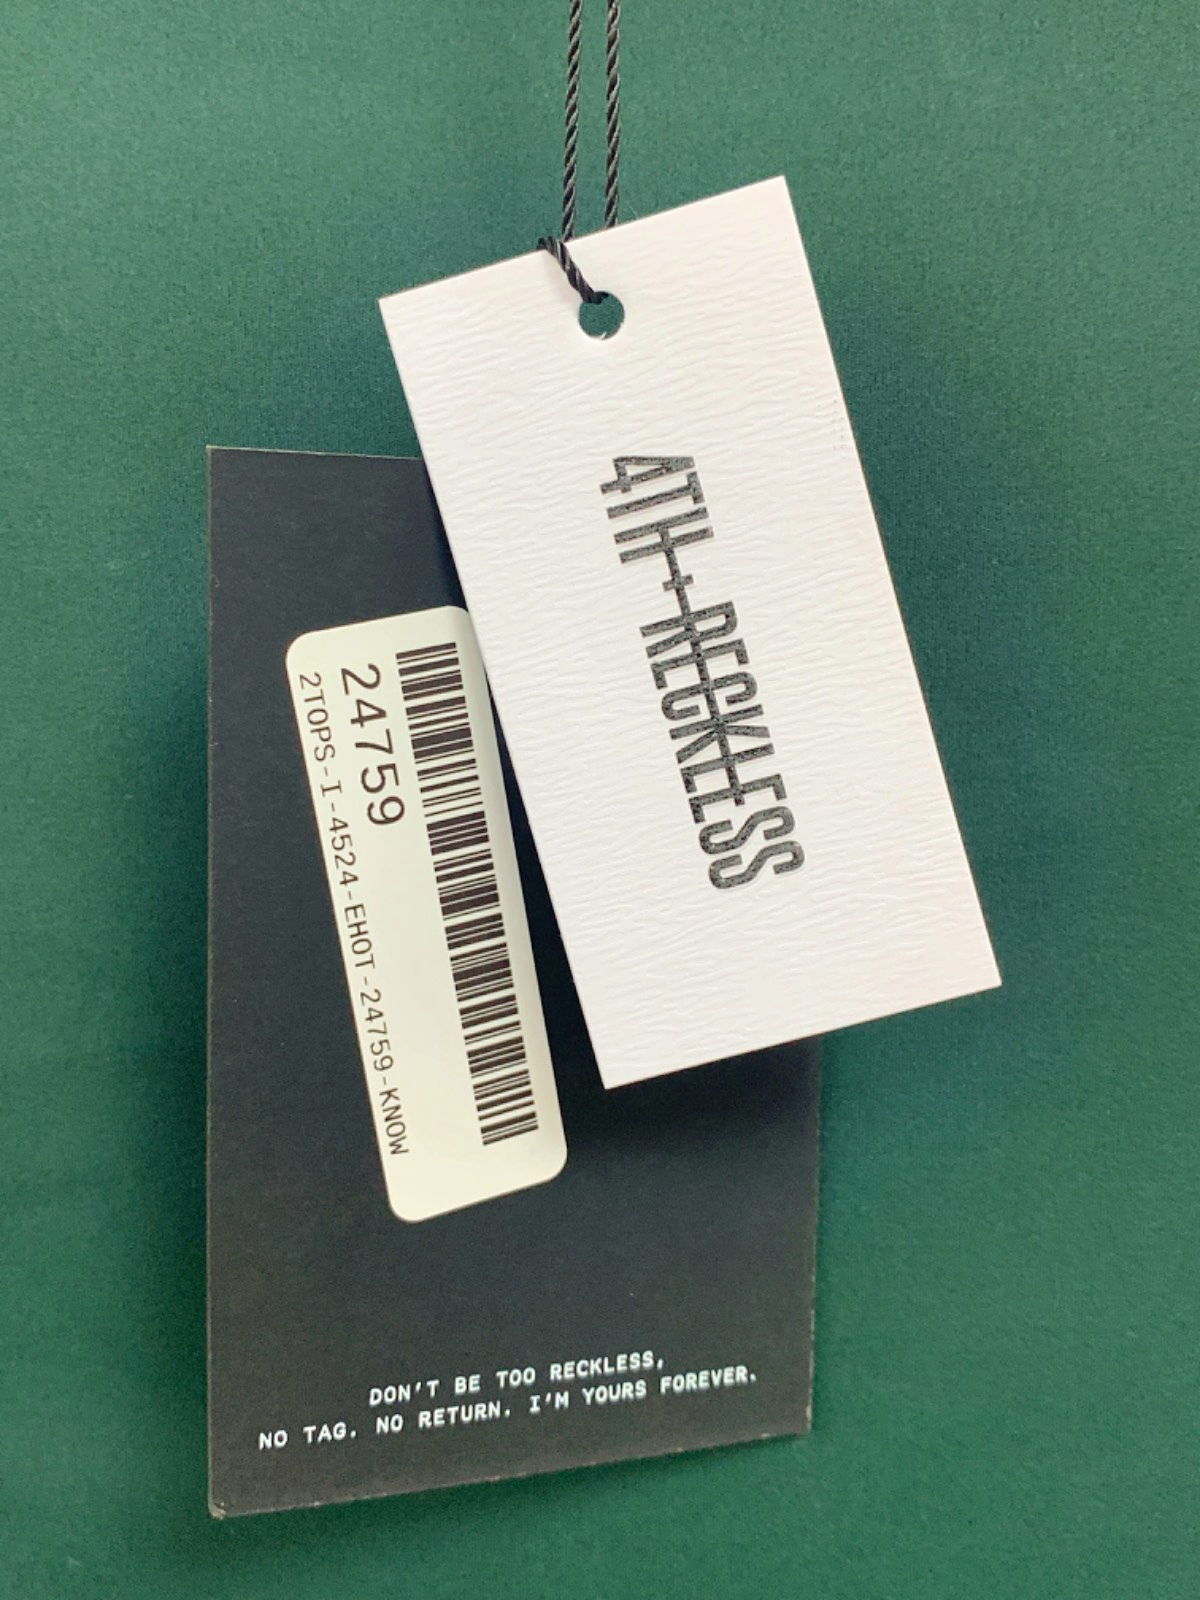 4TH+RECKLESS
24759
2TOPS-I-4524-EHOT-24759-KNOW
DON'T BE TOO RECKLESS,
NO TAG. NO RETURN. I'M YOURS FOREVER.